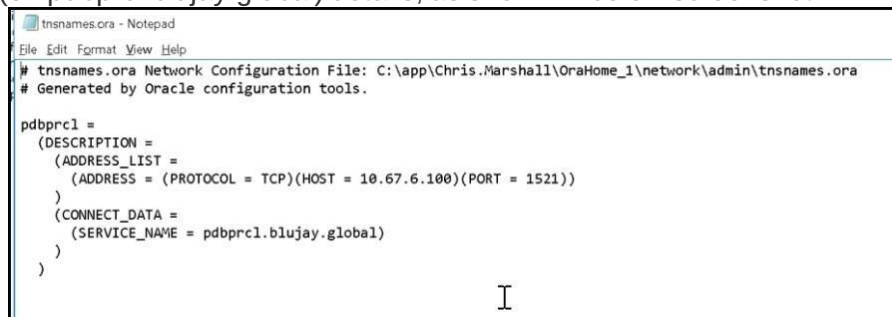 tnsnames.ora - Notepad
File Edit Format View Help
# tnsnames.ora Network Configuration File: C:\app\Chris.Marshall\OraHome_1\network\admin\tnsnames.ora
# Generated by Oracle configuration tools.
pdbprcl =
(DESCRIPTION =
(ADDRESS_LIST =
(ADDRESS = (PROTOCOL = TCP)(HOST = 10.67.6.100)(PORT = 1521))
)
(CONNECT_DATA =
(SERVICE_NAME = pdbprcl.blujay.global)
)
)